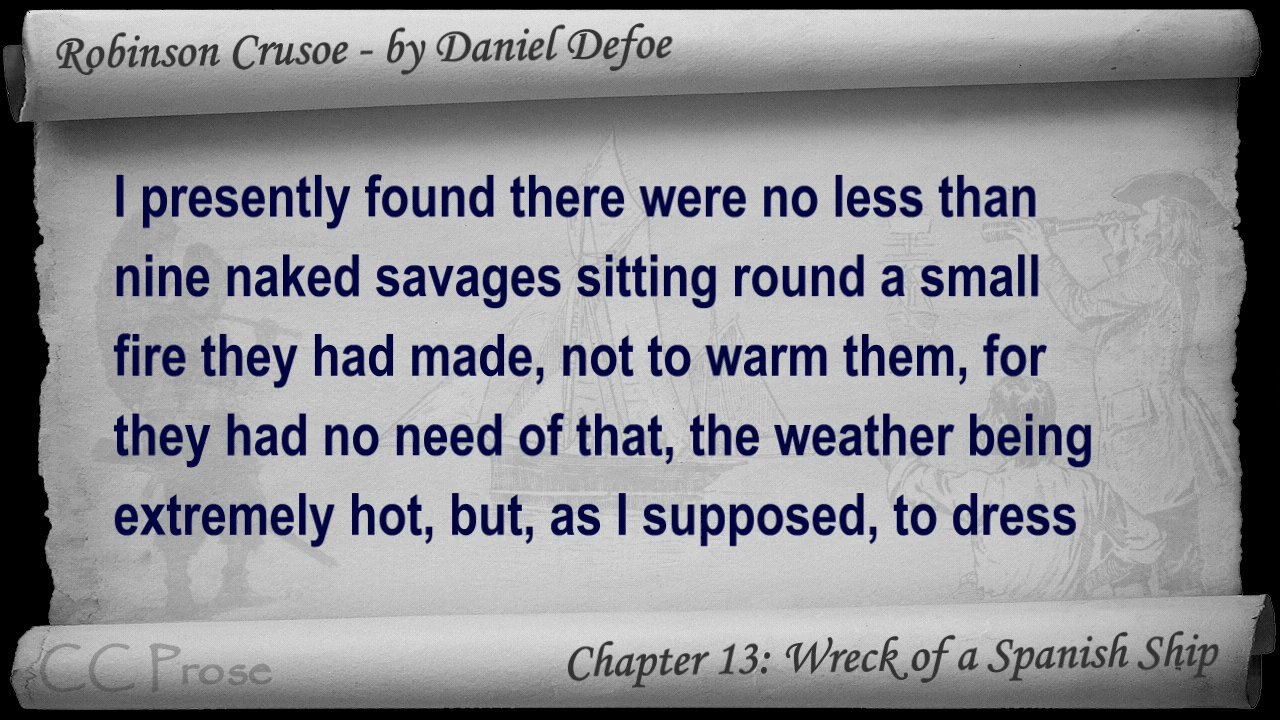 Robinson Crusoe - by Daniel Defoe
I presently found there were no less than
nine naked savages sitting round a small
fire they had made, not to warm them, for
they had no need of that, the weather being
extremely hot, but, as I supposed, to dress
CC Prose
Chapter 13: Wreck of a Spanish Ship